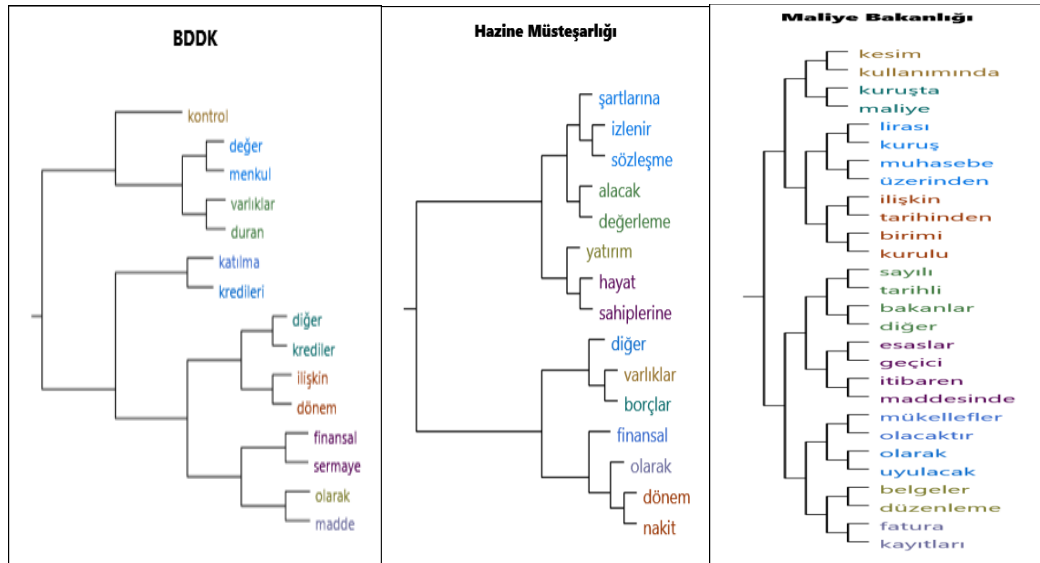 BDDK
kontrol
değer
menkul
varlıklar
duran
katılma
kredileri
diğer
krediler
ilişkin
dönem
finansal
sermaye
olarak
madde
Hazine Müsteşarlığı
şartlarına
izlenir
sözleşme
alacak
değerleme
yatırım
hayat
sahiplerine
diğer
varlıklar
borçlar
finansal
olarak
dönem
nakit
Maliye Bakanlığı
kesim
kullanımında
kuruşta
maliye
lirası
kuruş
muhasebe
üzerinden
ilişkin
tarihinden
birimi
kurulu
sayılı
tarihli
bakanlar
diğer
esaslar
geçici
itibaren
maddesinde
mükellefler
olacaktır
olarak
uyulacak
belgeler
düzenleme
fatura
kayıtları